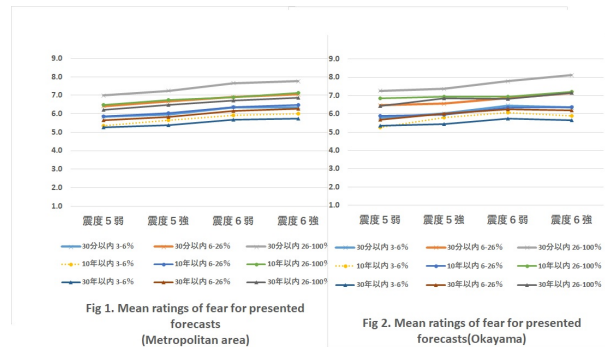 9.0
8.0
7.0
6.0
5.0
4.0
3.0
2.0
1.0
震度5弱 震度5強 震度6弱 震度6強
30分以内 3-6% 30分以内 6-26% 30分以内 26-100%
10年以内 3-6% 10年以内 6-26% 10年以内 26-100%
30年以内 3-6% 30年以内 6-26% 30年以内 26-100%
Fig 1. Mean ratings of fear for presented
forecasts
(Metropolitan area)
9.0
8.0
7.0
6.0
5.0
4.0
3.0
2.0
1.0
震度5弱 震度5強 震度6弱 震度6強
30分以内 3-6% 30分以内 6-26% 30分以内 26-100%
10年以内 3-6% 10年以内 6-26% 10年以内 26-100%
30年以内 3-6% 30年以内 6-26% 30年以内 26-100%
Fig 2. Mean ratings of fear for presented
forecasts(Okayama)